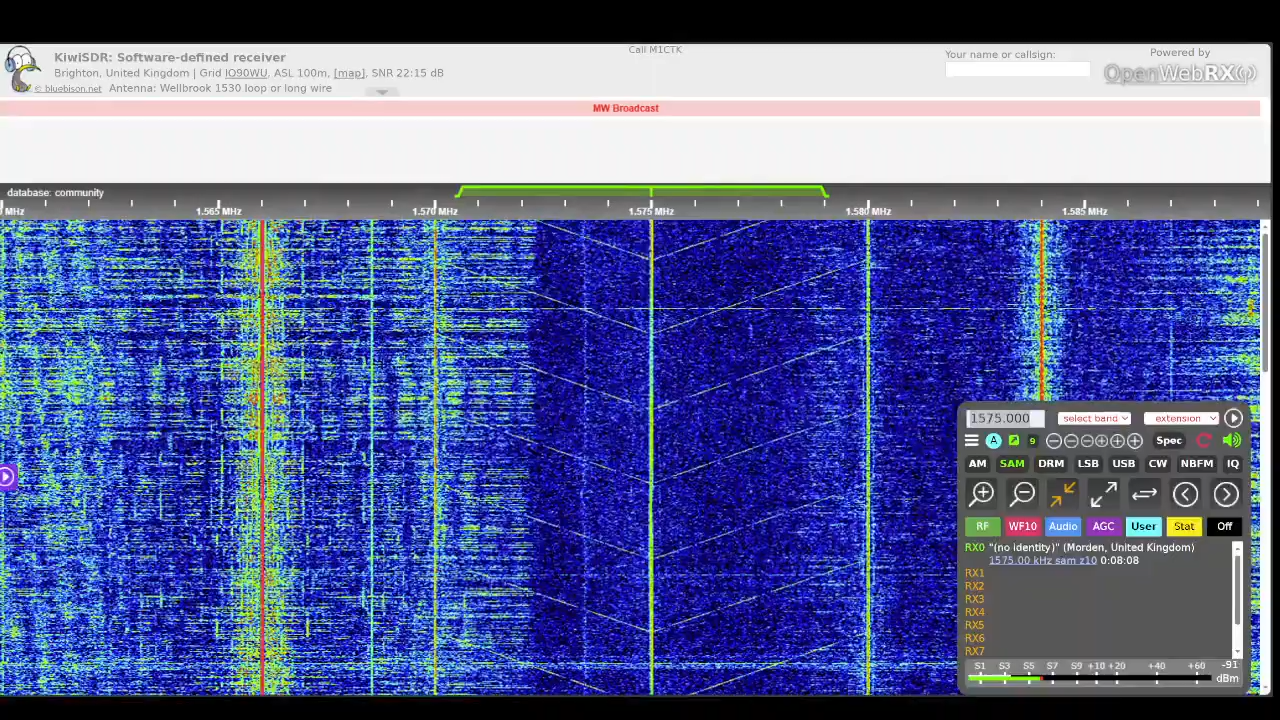 Call M1CTK
KiwiSDR: Software-defined receiver
Brighton, United Kingdom | Grid IO90WU, ASL 100m, [map], SNR 22:15 dB
© bluebison.net Antenna: Wellbrook 1530 loop or long wire
Your name or callsign:
Powered by
OpenWebRX
MW Broadcast
database: community
MHz 1.565 MHz 1.570 MHz 1.575 MHz 1.580 MHz 1.585 MHz
1575.000 select band extension
A 9 Spec
AM SAM DRM LSB USB CW NBFM IQ
RF WF10 Audio AGC User Stat Off
RX0 "(no identity)" (Morden, United Kingdom)
1575.00 kHz sam z10 0:08:08
RX1
RX2
RX3
RX4
RX5
RX6
RX7
S1 S3 S5 S7 S9 +10 +20 +40 +60 -91
dBm